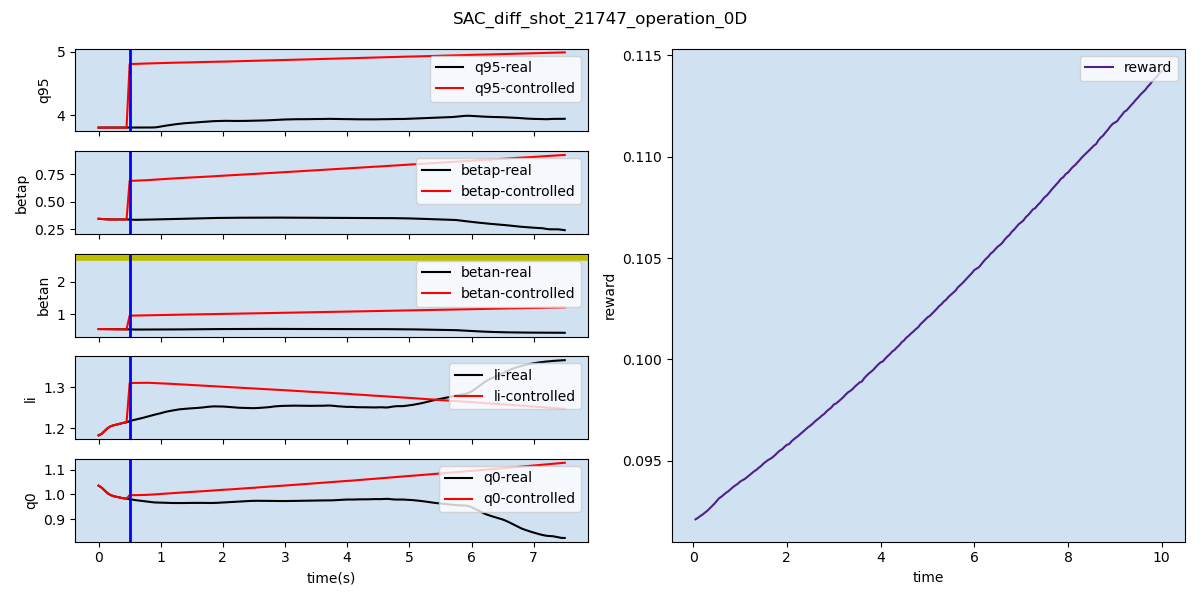 SAC_diff_shot_21747_operation_0D
5
4
q95
q95-real
q95-controlled
0.75
0.50
0.25
betap
betap-real
betap-controlled
2
1
betan
betan-real
betan-controlled
1.3
1.2
li
li-real
li-controlled
1.1
1.0
0.9
q0
q0-real
q0-controlled
0 1 2 3 4 5 6 7
time(s)
0.115
0.110
0.105
0.100
0.095
reward
reward
0 2 4 6 8 10
time